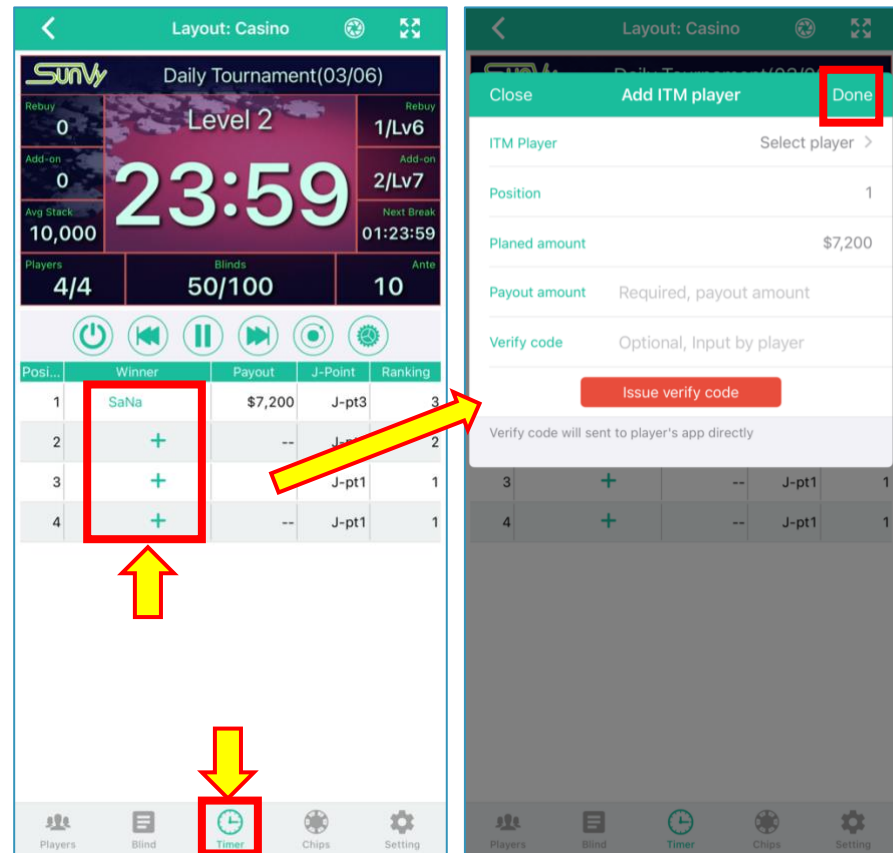 Layout: Casino
SunVy
Daily Tournament(03/06)
Rebuy
0
Level 2
Rebuy
1/Lv6
Add-on
0
23:59
Add-on
2/Lv7
Avg Stack
10,000
Next Break
01:23:59
Players
4/4
Blinds
50/100
Ante
10
Posi... Winner Payout J-Point Ranking
1 SaNa $7,200 J-pt3 3
2 + -- 2
3 + J-pt1 1
4 + -- J-pt1 1
Players Blind Timer Chips Setting
Layout: Casino
Close Add ITM player Done
ITM Player Select player >
Position 1
Planed amount $7,200
Payout amount Required, payout amount
Verify code Optional, Input by player
Issue verify code
Verify code will sent to player's app directly
3 + -- J-pt1 1
4 + -- J-pt1 1
Players Blind Timer Chips Setting